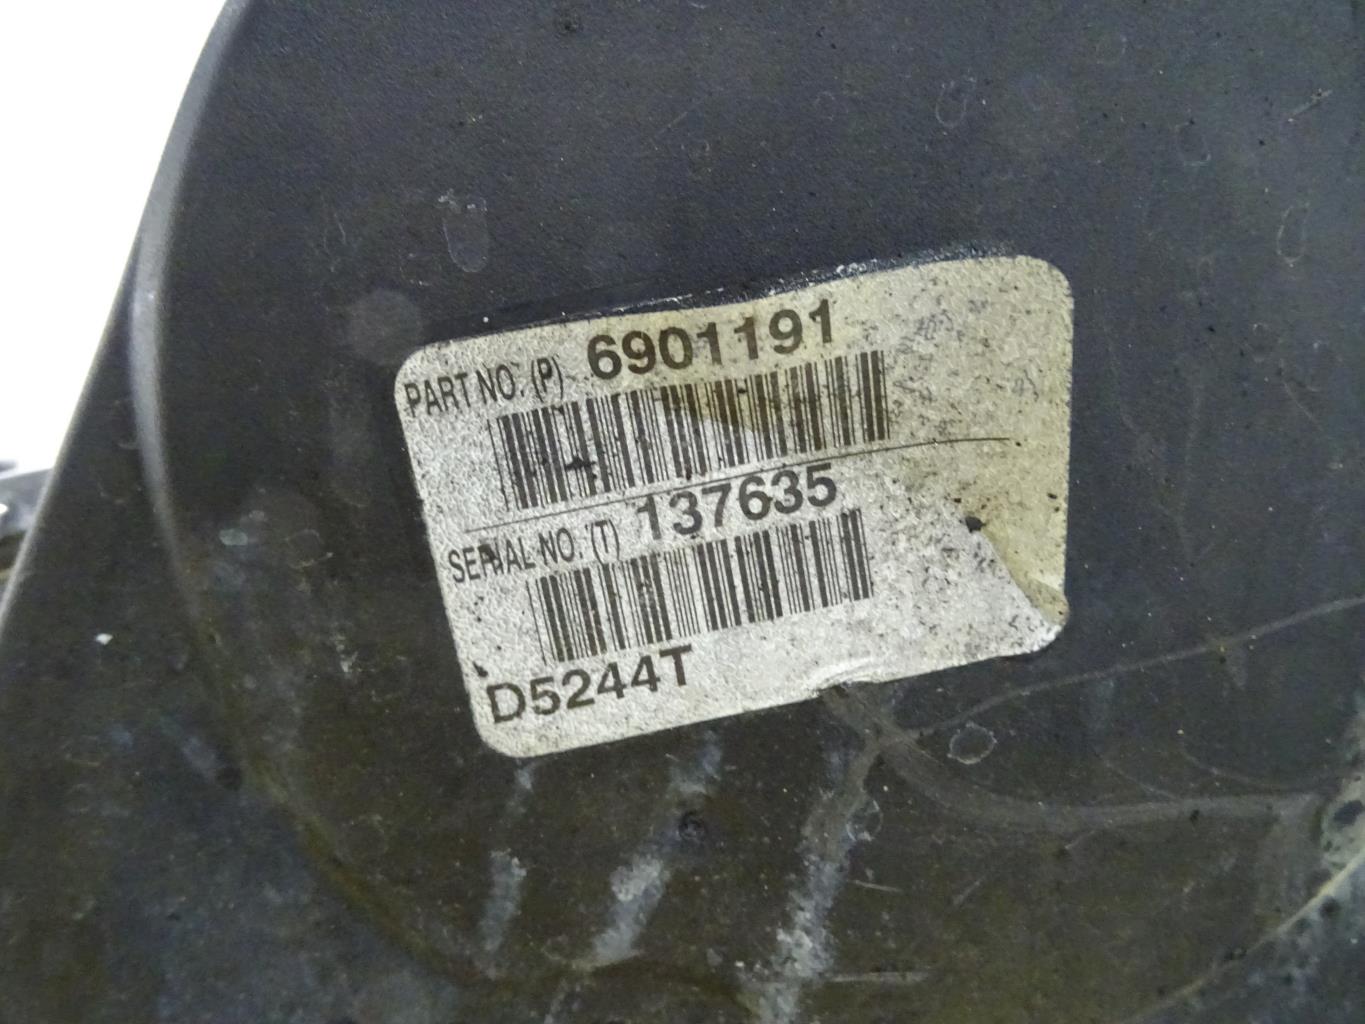 PART NO. (P) 6901191
SERIAL NO. (T) 137635
D5244T